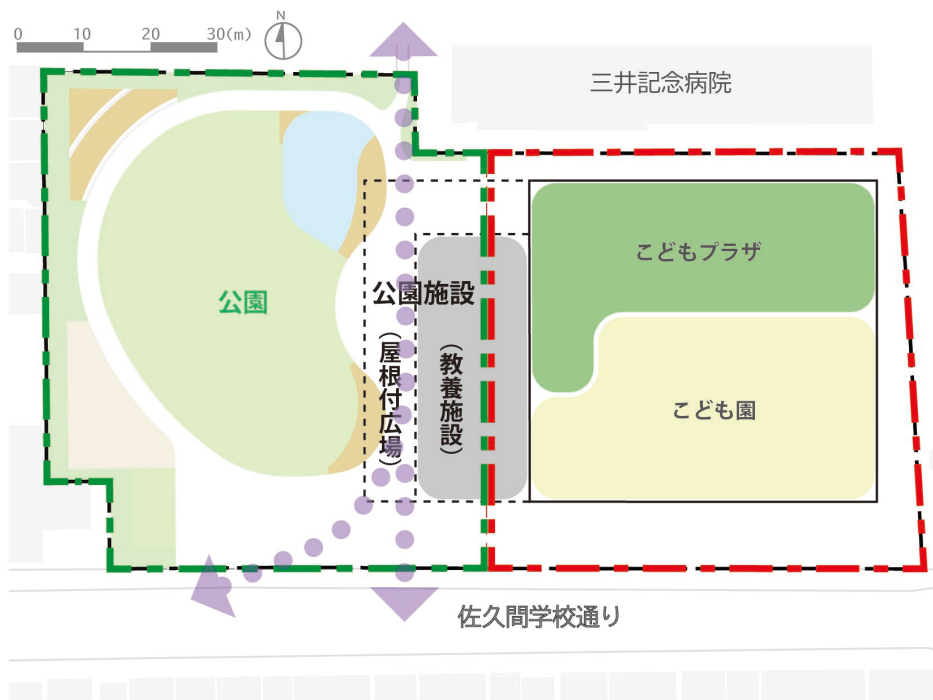 N
0 10 20 30(m)
三井記念病院
こどもプラザ
公園
公園施設
(屋根付広場)
(教養施設)
こども園
佐久間学校通り